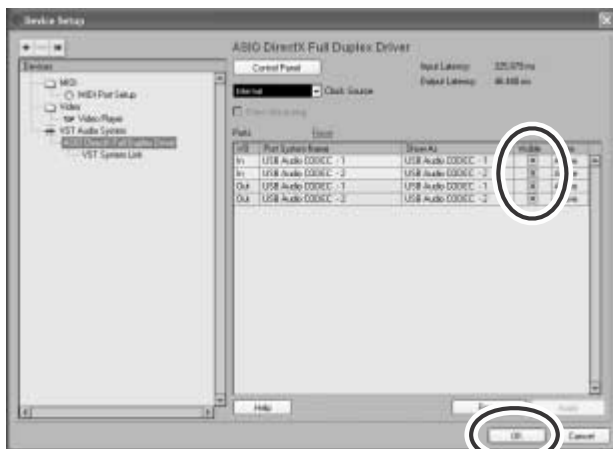 Device Setup
ASIO DirectX Full Duplex Driver
Devices
Control Panel
Input Latency:
Output Latency:
Internal
Clock Source
MIDI
MIDI Port Setup
Video
Video Player
VST Audio System
ASIO DirectX Full Duplex Driver
VST System Link
Ports
Reset
I/O Port System Name Show As Visible
In USB Audio CODEC - 1 USB Audio CODEC - 1
In USB Audio CODEC - 2 USB Audio CODEC - 2
Out USB Audio CODEC - 1 USB Audio CODEC - 1
Out USB Audio CODEC - 2 USB Audio CODEC - 2
Help
Apply
OK
Cancel